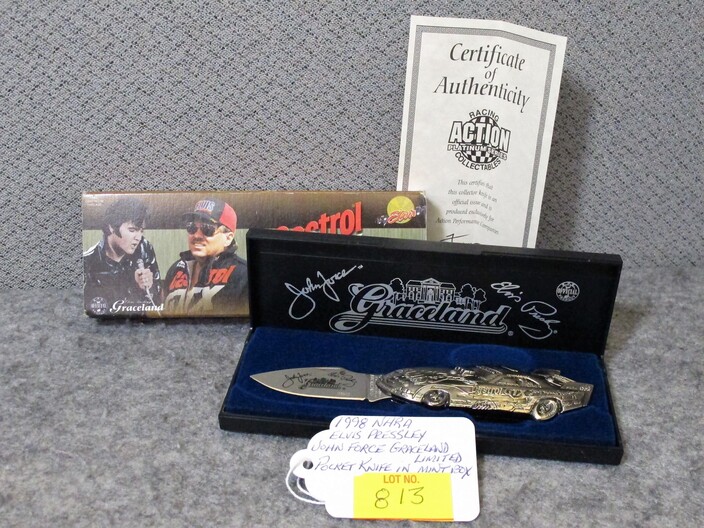 Certificate
of
Authenticity
RACING
ACTION
PLATINUM SERIES
COLLECTABLES
This certifies that
this collector knife is an
official issue and is
produced exclusively for
Action Performance Companies
Castrol
GTX
Graceland
John Force
Elvis Presley
Graceland
1998 NHRA
ELVIS PRESSLEY
JOHN FORCE GRACELAND
LIMITED
POCKET KNIFE IN MINT BOX
LOT NO.
813